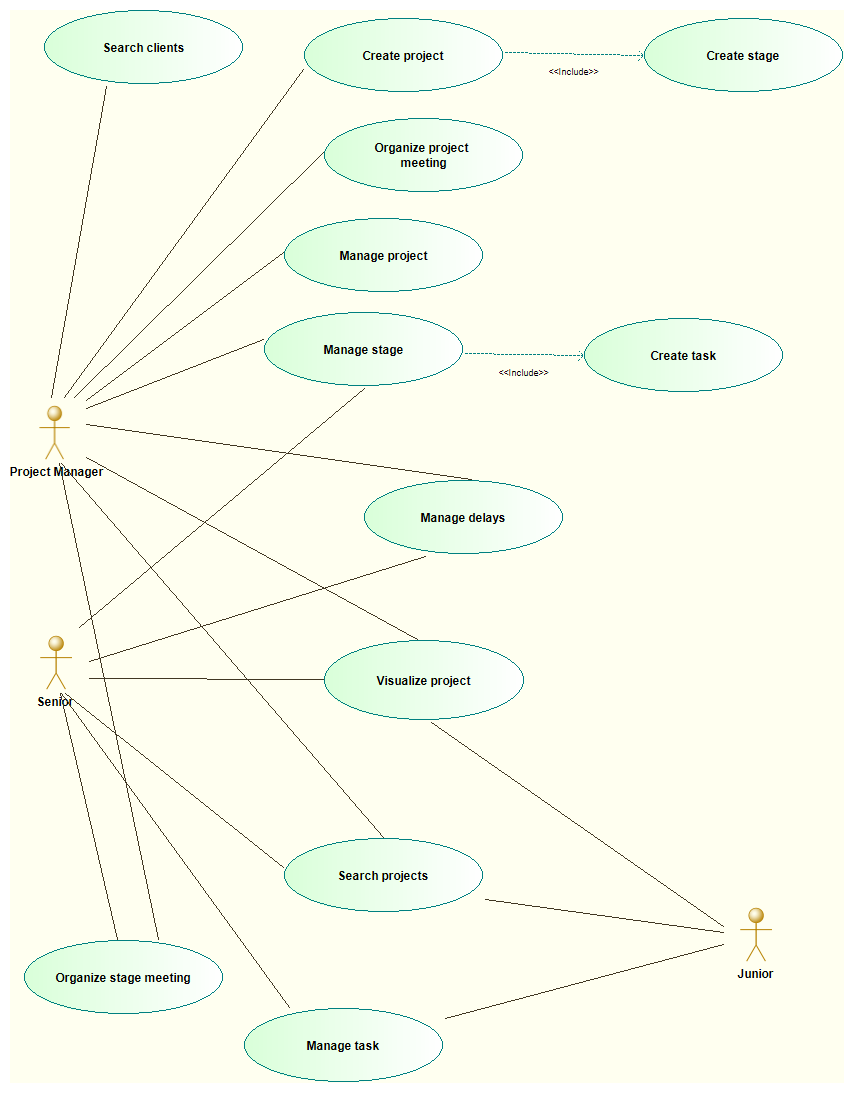 Search clients
Create project
Create stage
<<Include>>
Organize project
meeting
Manage project
Manage stage
Create task
<<Include>>
Project Manager
Manage delays
Visualize project
Senior
Search projects
Organize stage meeting
Junior
Manage task